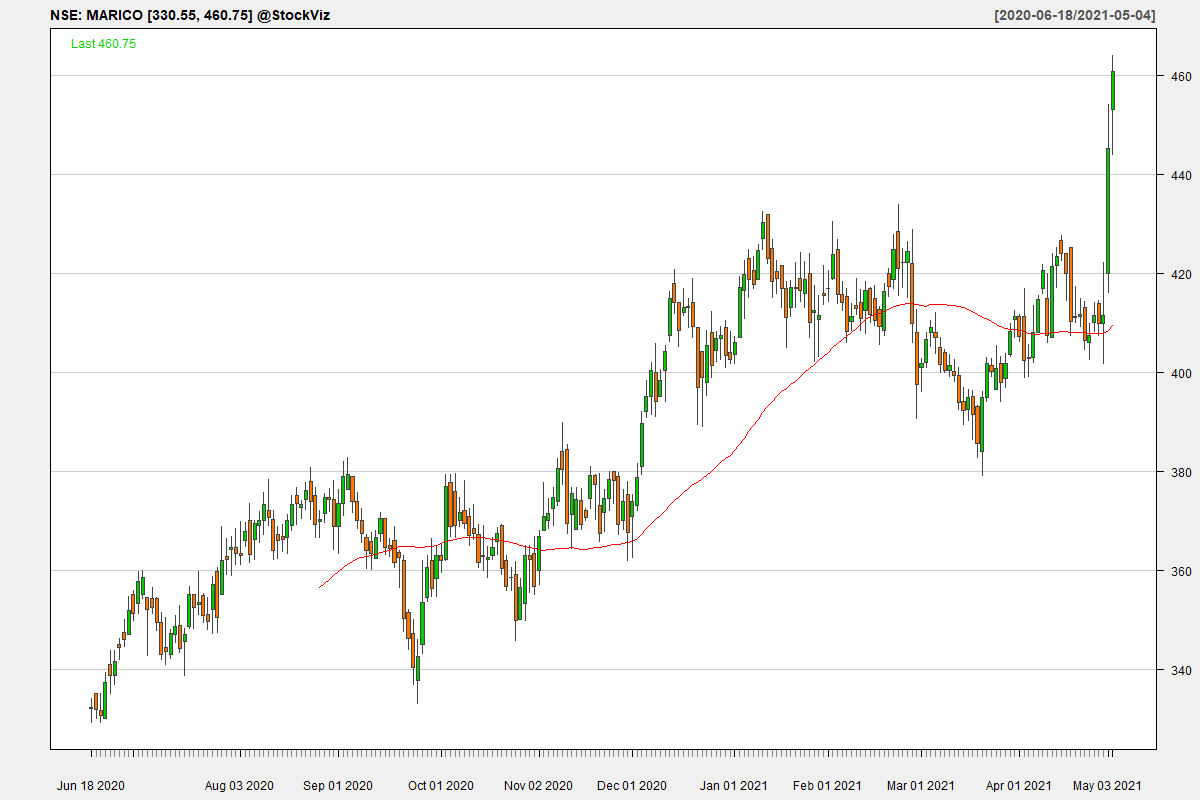 NSE: MARICO [330.55, 460.75] @StockViz [2020-06-18/2021-05-04]
Last 460.75
460
440
420
400
380
360
340
Jun 18 2020 Aug 03 2020 Sep 01 2020 Oct 01 2020 Nov 02 2020 Dec 01 2020 Jan 01 2021 Feb 01 2021 Mar 01 2021 Apr 01 2021 May 03 2021